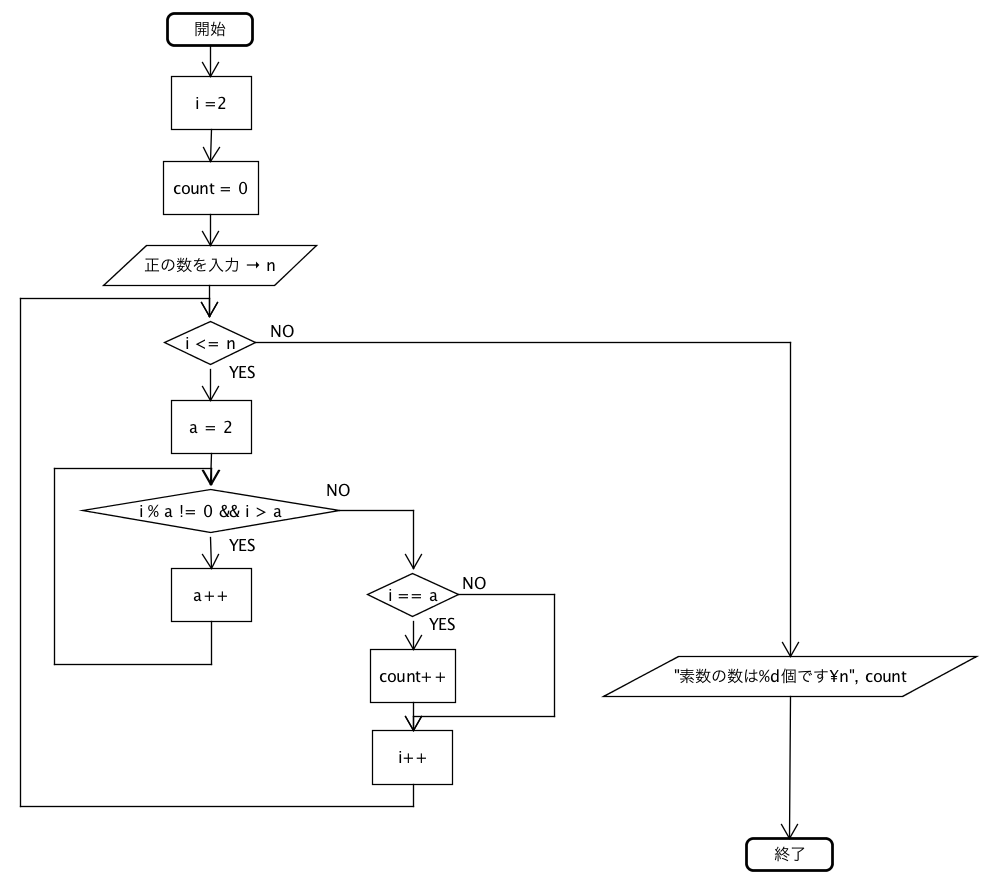 開始
i =2
count = 0
正の数を入力 → n
i <= n
NO
YES
a = 2
i % a != 0 && i > a
NO
YES
a++
i == a
NO
YES
count++
i++
"素数の数は%d個です¥n", count
終了